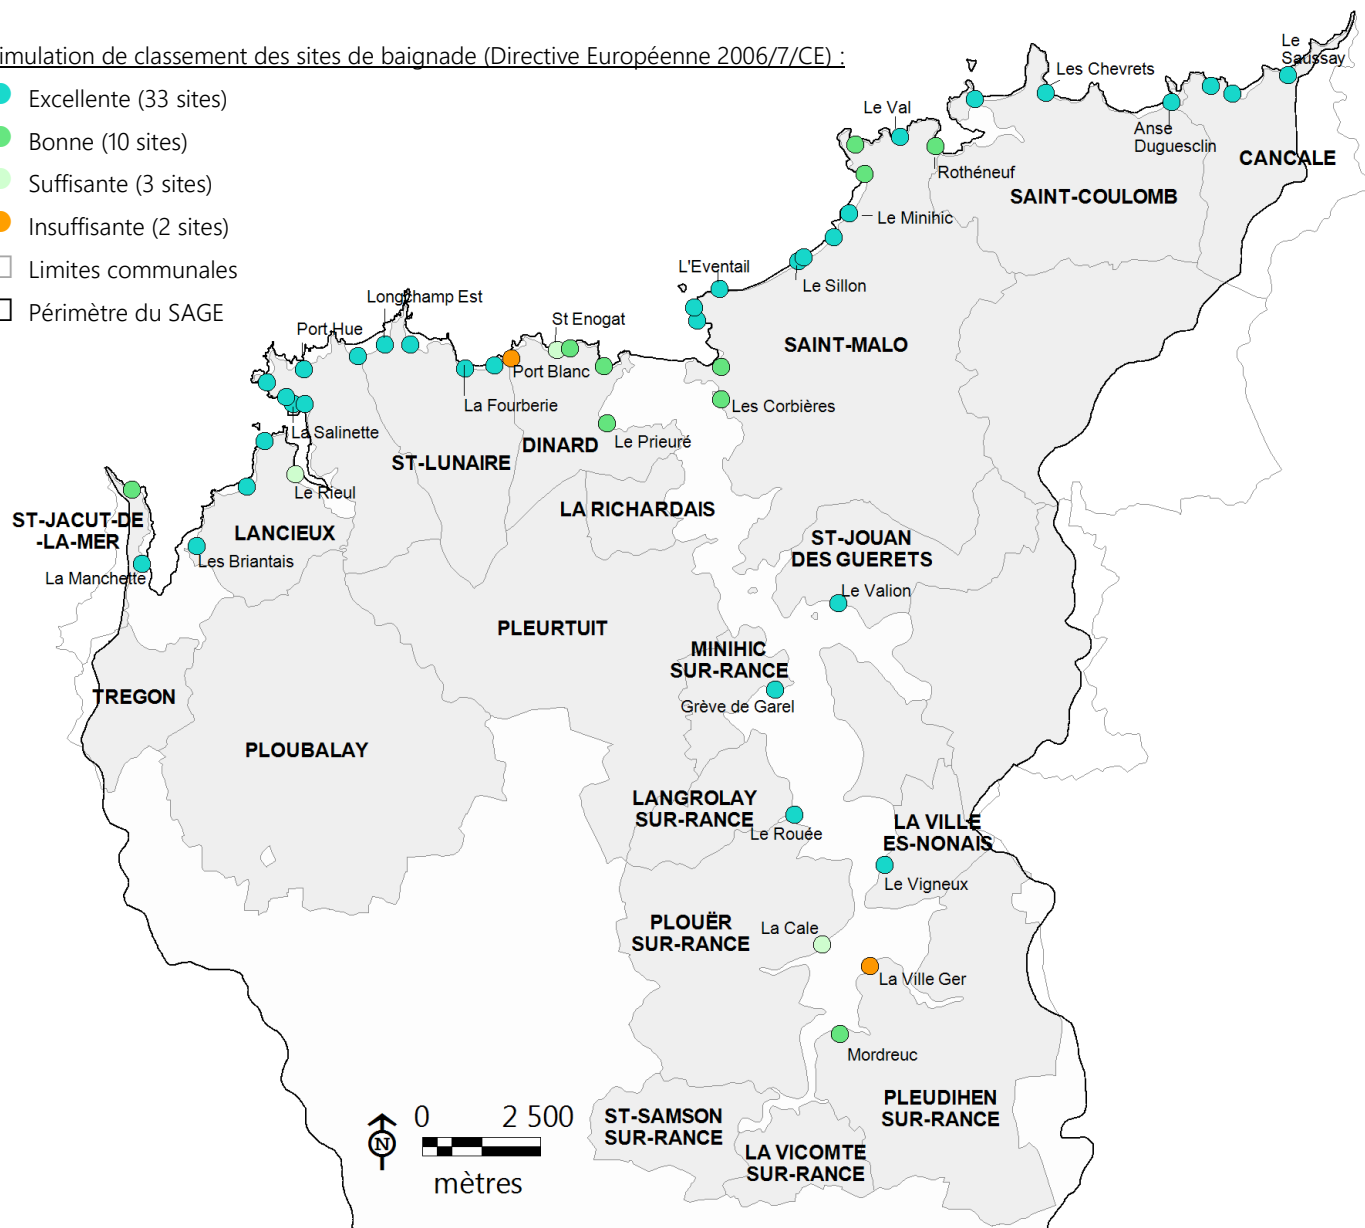 imulation de classement des sites de baignade (Directive Européenne 2006/7/CE) :
Excellente (33 sites)
Bonne (10 sites)
Suffisante (3 sites)
Insuffisante (2 sites)
Limites communales
Périmètre du SAGE
Le
Saussay
Les Chevrets
Le Val
Anse
Duguesclin
CANCALE
Rothéneuf
SAINT-COULOMB
Le Minihic
L'Eventail
Le Sillon
Longchamp Est
Port Hue
St Enogat
SAINT-MALO
Port Blanc
La Fourberie
Les Corbières
La Salinette
DINARD
Le Prieuré
ST-LUNAIRE
Le Rieul
LA RICHARDAIS
ST-JACUT-DE
-LA-MER
LANCIEUX
Les Briantais
La Manchette
ST-JOUAN
DES GUERETS
Le Valion
PLEURTUIT
MINIHIC
SUR-RANCE
Grève de Garel
TREGON
PLOUBALAY
LANGROLAY
SUR-RANCE
Le Rouée
LA VILLE
ES-NONAIS
Le Vigneux
PLOUËR
SUR-RANCE
La Cale
La Ville Ger
Mordreuc
PLEUDIHEN
SUR-RANCE
ST-SAMSON
SUR-RANCE
LA VICOMTE
SUR-RANCE
N
0 2 500
mètres